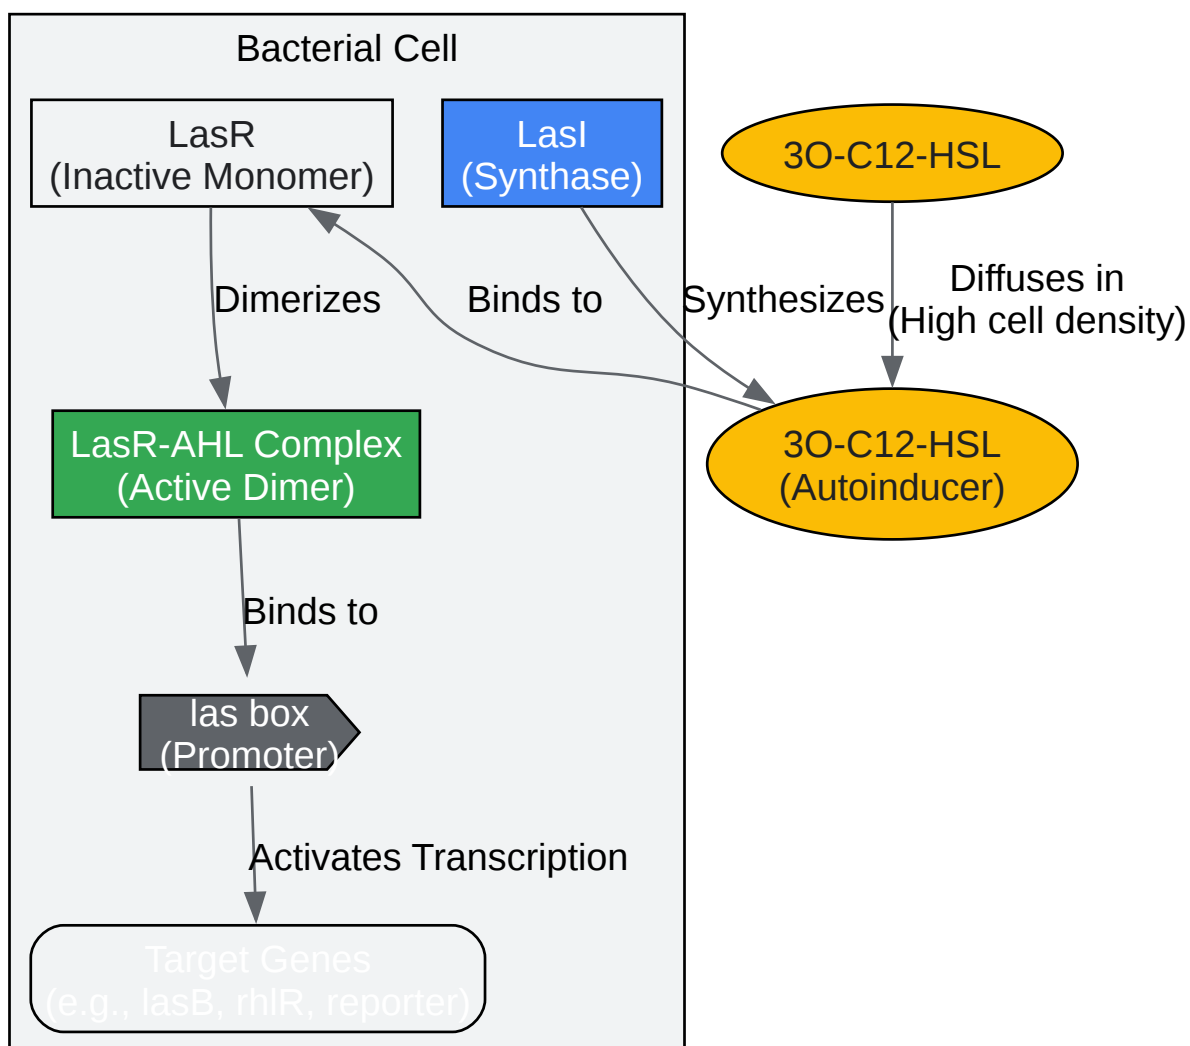 Bacterial Cell
LasR
(Inactive Monomer)
LasI
(Synthase)
3O-C12-HSL
Dimerizes
Binds to
Synthesizes
Diffuses in
(High cell density)
LasR-AHL Complex
(Active Dimer)
3O-C12-HSL
(Autoinducer)
Binds to
las box
(Promoter)
Activates Transcription
Target Genes
(e.g., lasB, rhlR, reporter)